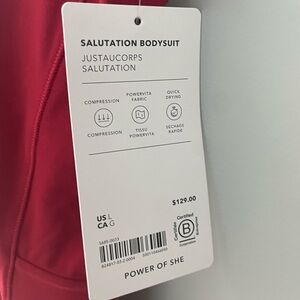 SALUTATION BODYSUIT
JUSTAUCORPS
SALUTATION
COMPRESSION
POWERVITA
FABRIC
QUICK
DRYING
COMPRESSION
TISSU
POWERVITA
SÉCHAGE
RAPIDE
$129.00
US L
CA G
Certified
B
Corporation
POWER OF SHE